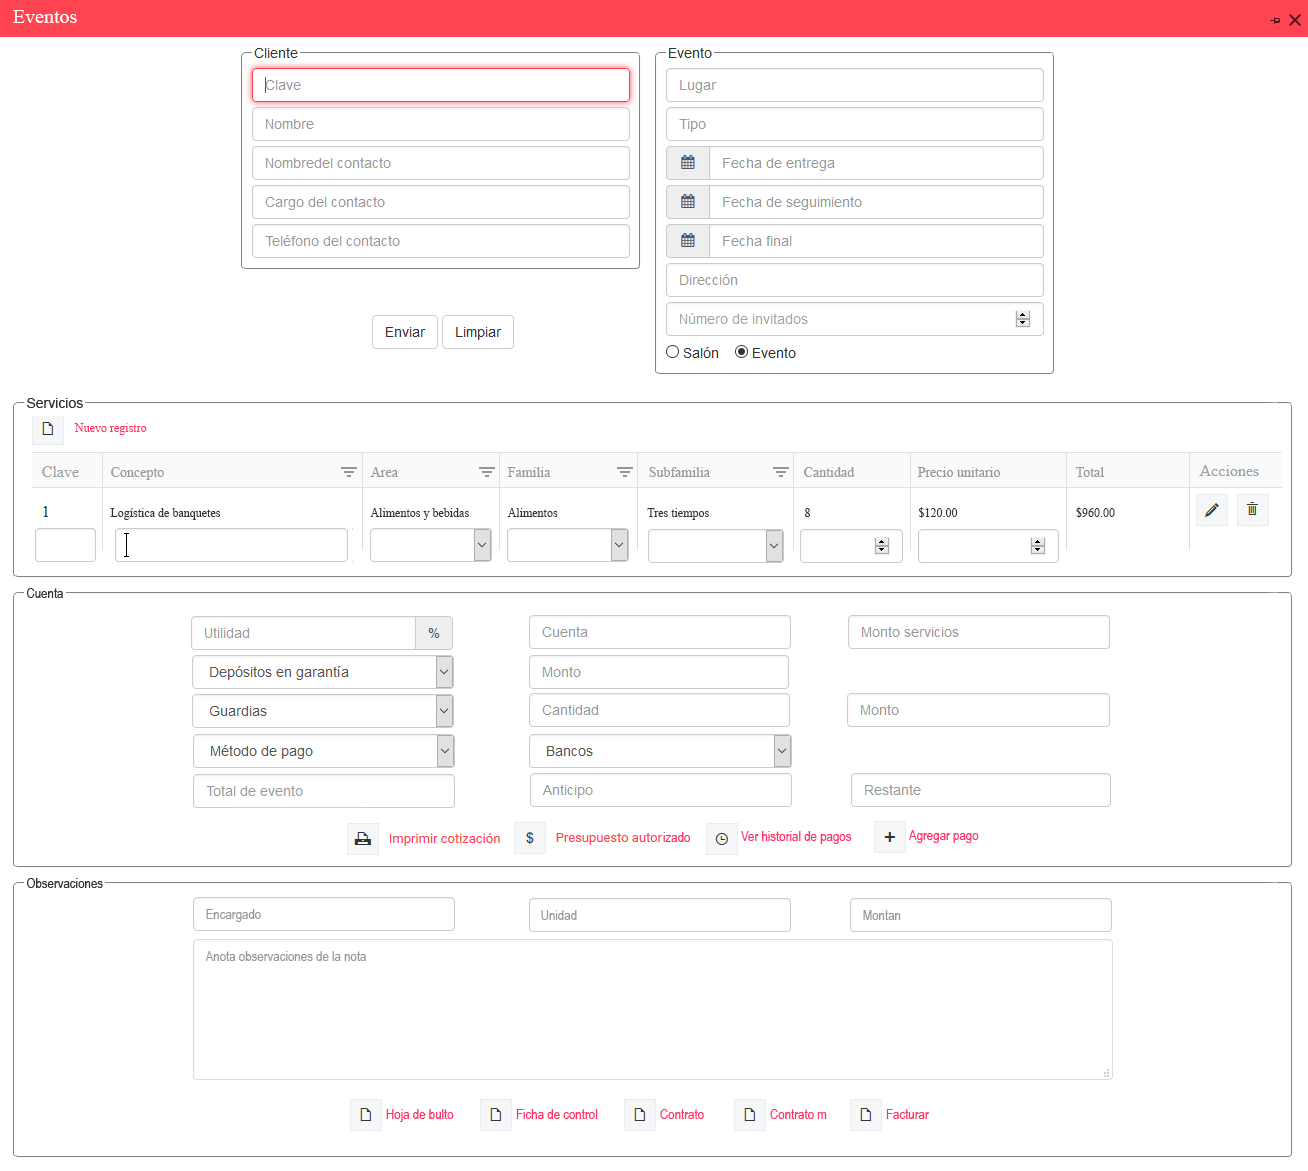 Eventos
Cliente
Clave
Nombre
Nombredel contacto
Cargo del contacto
Teléfono del contacto
Enviar Limpiar
Evento
Lugar
Tipo
Fecha de entrega
Fecha de seguimiento
Fecha final
Dirección
Número de invitados
Salón Evento
Servicios
Nuevo registro
Clave Concepto Area Familia Subfamilia Cantidad Precio unitario Total Acciones
1 Logística de banquetes Alimentos y bebidas Alimentos Tres tiempos 8 $120.00 $960.00
Cuenta
Utilidad % Cuenta Monto servicios
Depósitos en garantía Monto
Guardias Cantidad Monto
Método de pago Bancos
Total de evento Anticipo Restante
Imprimir cotización $ Presupuesto autorizado Ver historial de pagos + Agregar pago
Observaciones
Encargado Unidad Montan
Anota observaciones de la nota
Hoja de bulto Ficha de control Contrato Contrato m Facturar